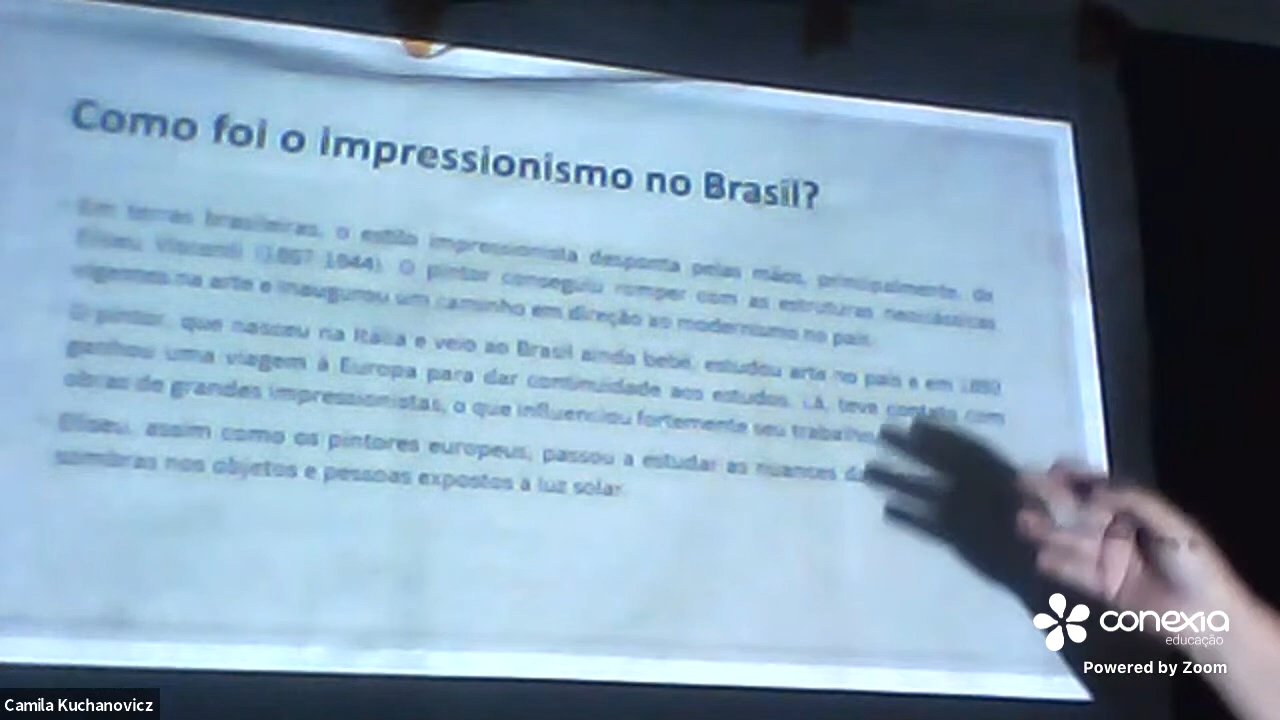 Como foi o impressionismo no Brasil?
Em terras brasileiras, o estilo impressionista desponta pelas mãos, principalmente, de
Eliseu Visconti (1867 1944). O pintor conseguiu romper com as estruturas neoclássicas
vigentes na arte e inaugurou um caminho em direção ao modernismo no país.
O pintor, que nasceu na Itália e veio ao Brasil ainda bebê, estudou arte no país e em
ganhou uma viagem à Europa para dar continuidade aos estudos. Lá, teve contato com
obras de grandes impressionistas, o que influenciou fortemente seu trabalho
Eliseu, assim como os pintores europeus, passou a estudar as nuances
sombras nos objetos e pessoas expostos à luz solar
conexia
educação
Powered by Zoom
Camila Kuchanovicz